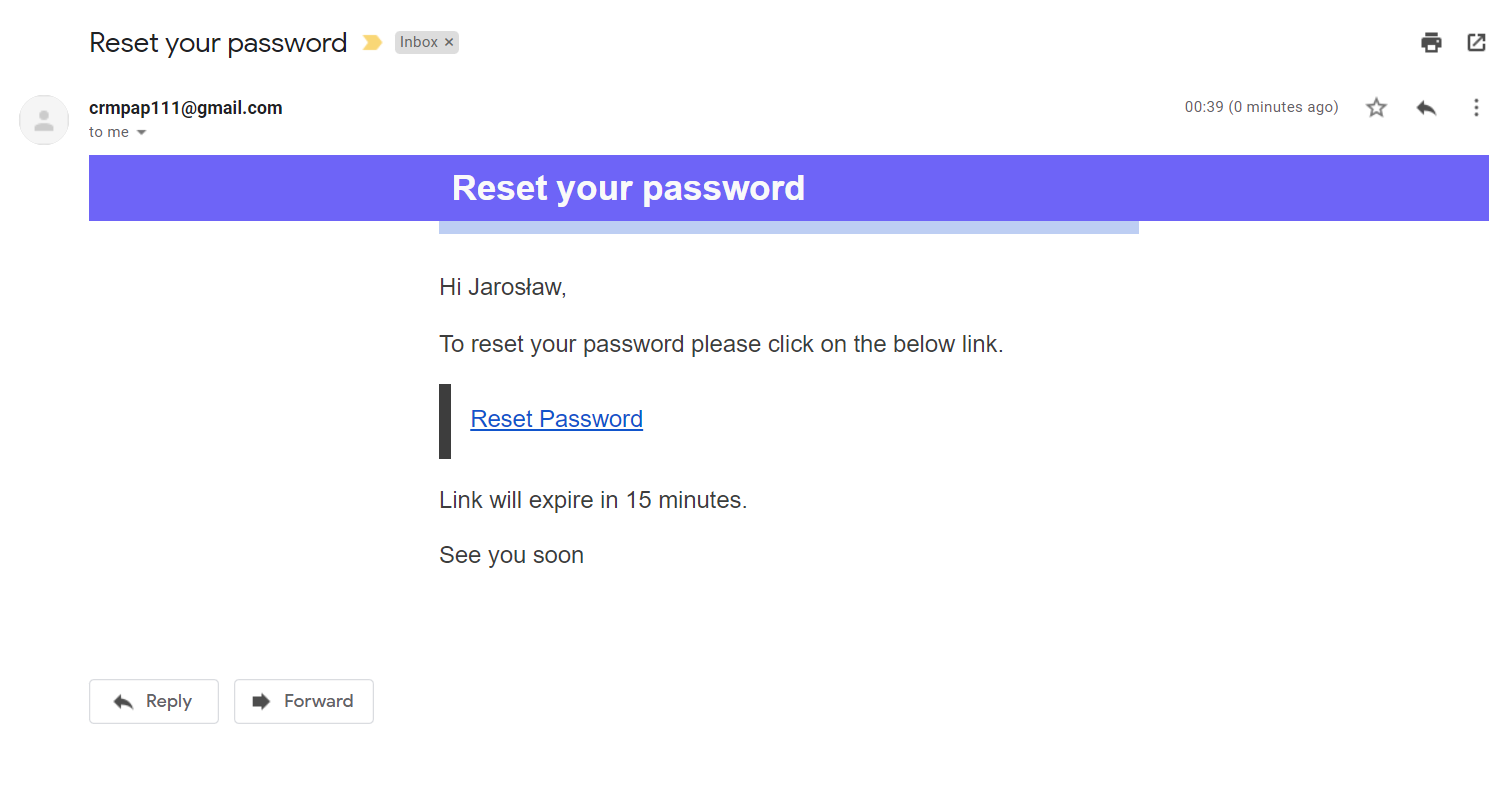 Reset your password Inbox ×
crmpap111@gmail.com 00:39 (0 minutes ago)
to me
Reset your password
Hi Jarosław,
To reset your password please click on the below link.
Reset Password
Link will expire in 15 minutes.
See you soon
Reply Forward